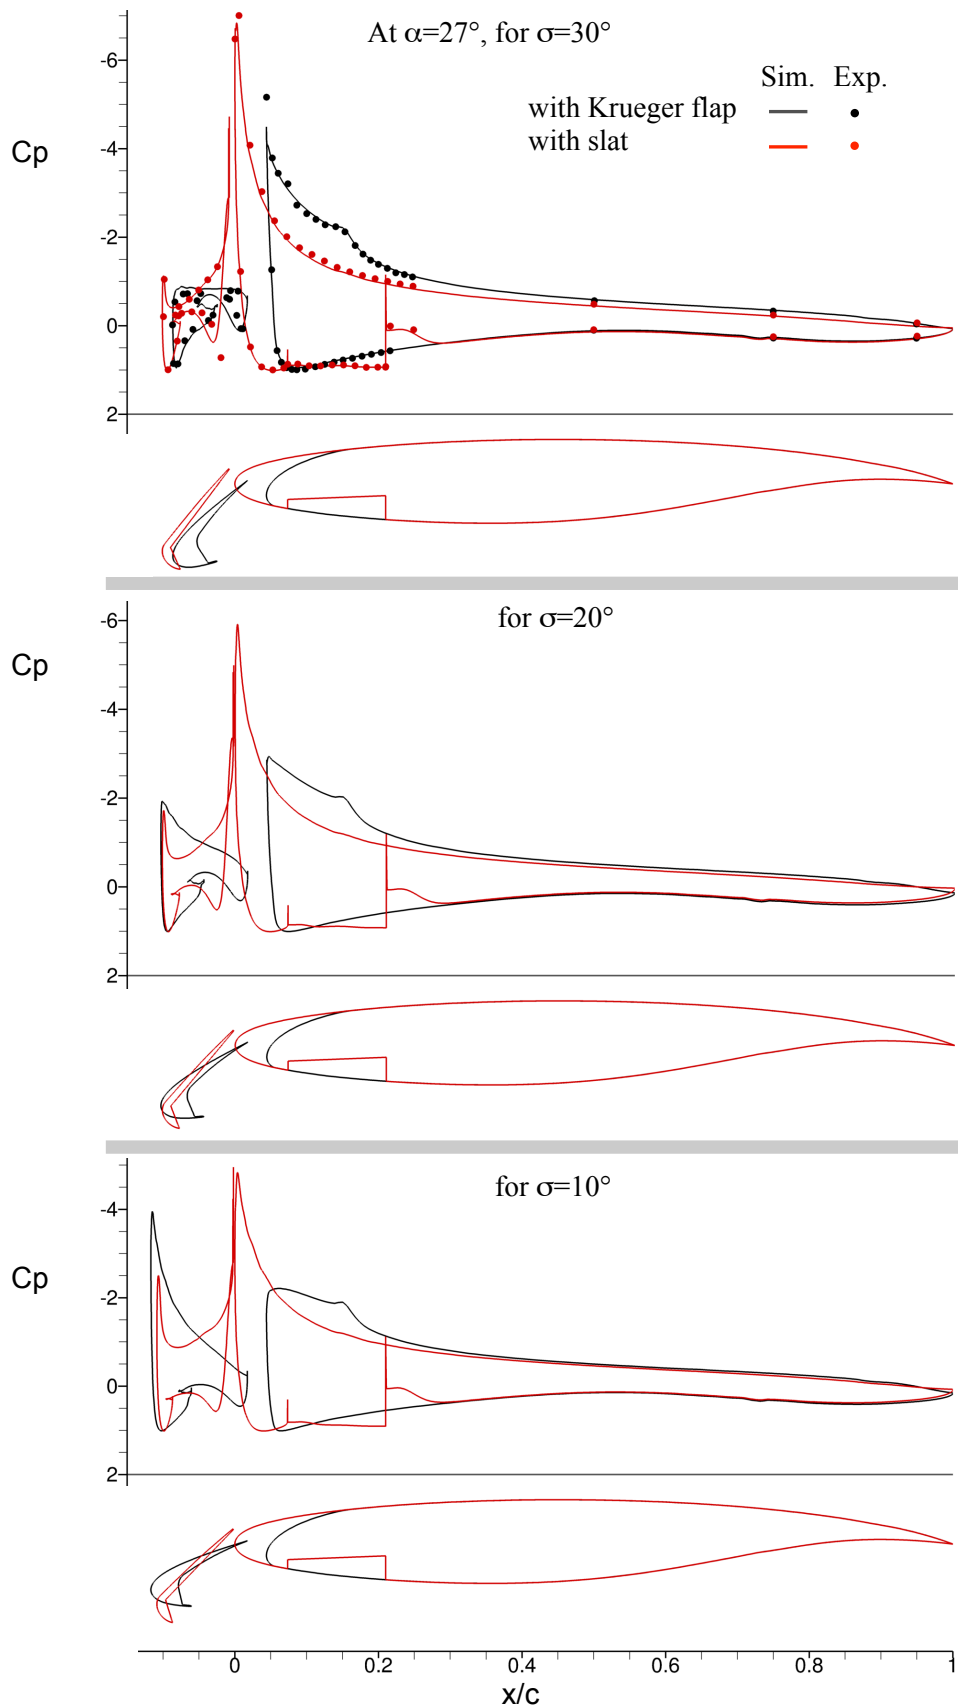 At α=27°, for σ=30°
Sim. Exp.
with Krueger flap
with slat
Cp
-6
-4
-2
0
2
for σ=20°
Cp
-6
-4
-2
0
2
for σ=10°
Cp
-4
-2
0
2
0 0.2 0.4 0.6 0.8 1
x/c